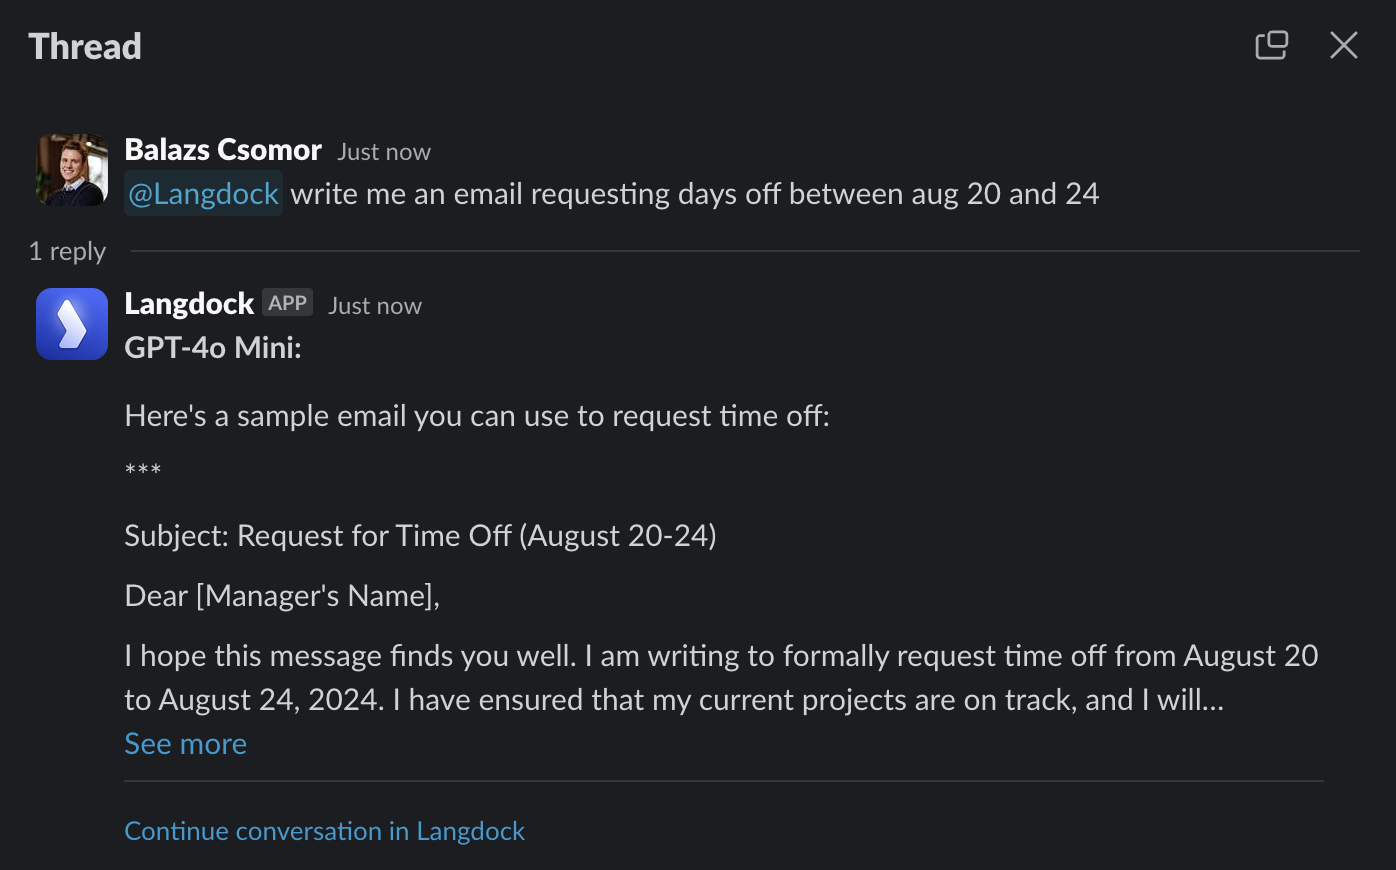 Thread
Balazs Csomor Just now
@Langdock write me an email requesting days off between aug 20 and 24
1 reply
Langdock APP Just now
GPT-4o Mini:
Here's a sample email you can use to request time off:
***
Subject: Request for Time Off (August 20-24)
Dear [Manager's Name],
I hope this message finds you well. I am writing to formally request time off from August 20
to August 24, 2024. I have ensured that my current projects are on track, and I will...
See more
Continue conversation in Langdock